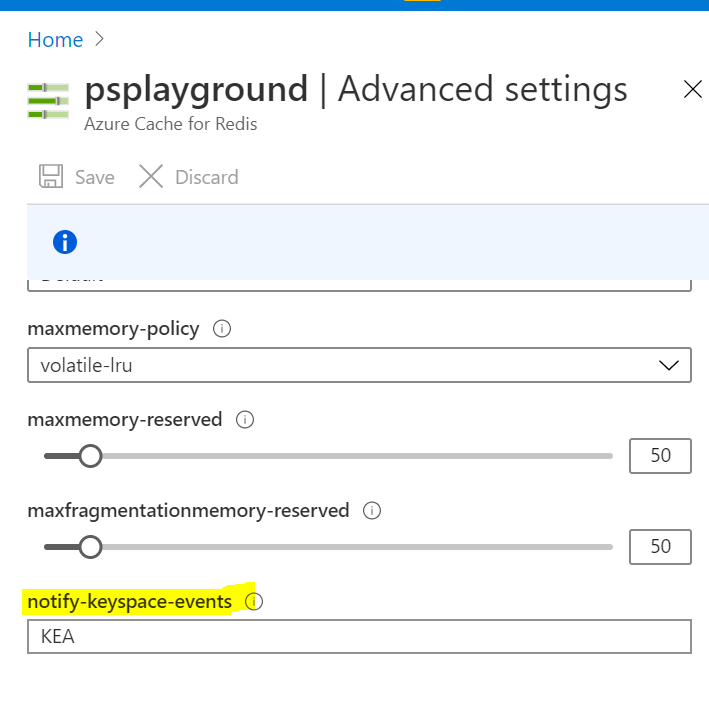 Home
psplayground | Advanced settings
Azure Cache for Redis
Save Discard
maxmemory-policy
volatile-lru
maxmemory-reserved
50
maxfragmentationmemory-reserved
50
notify-keyspace-events
KEA